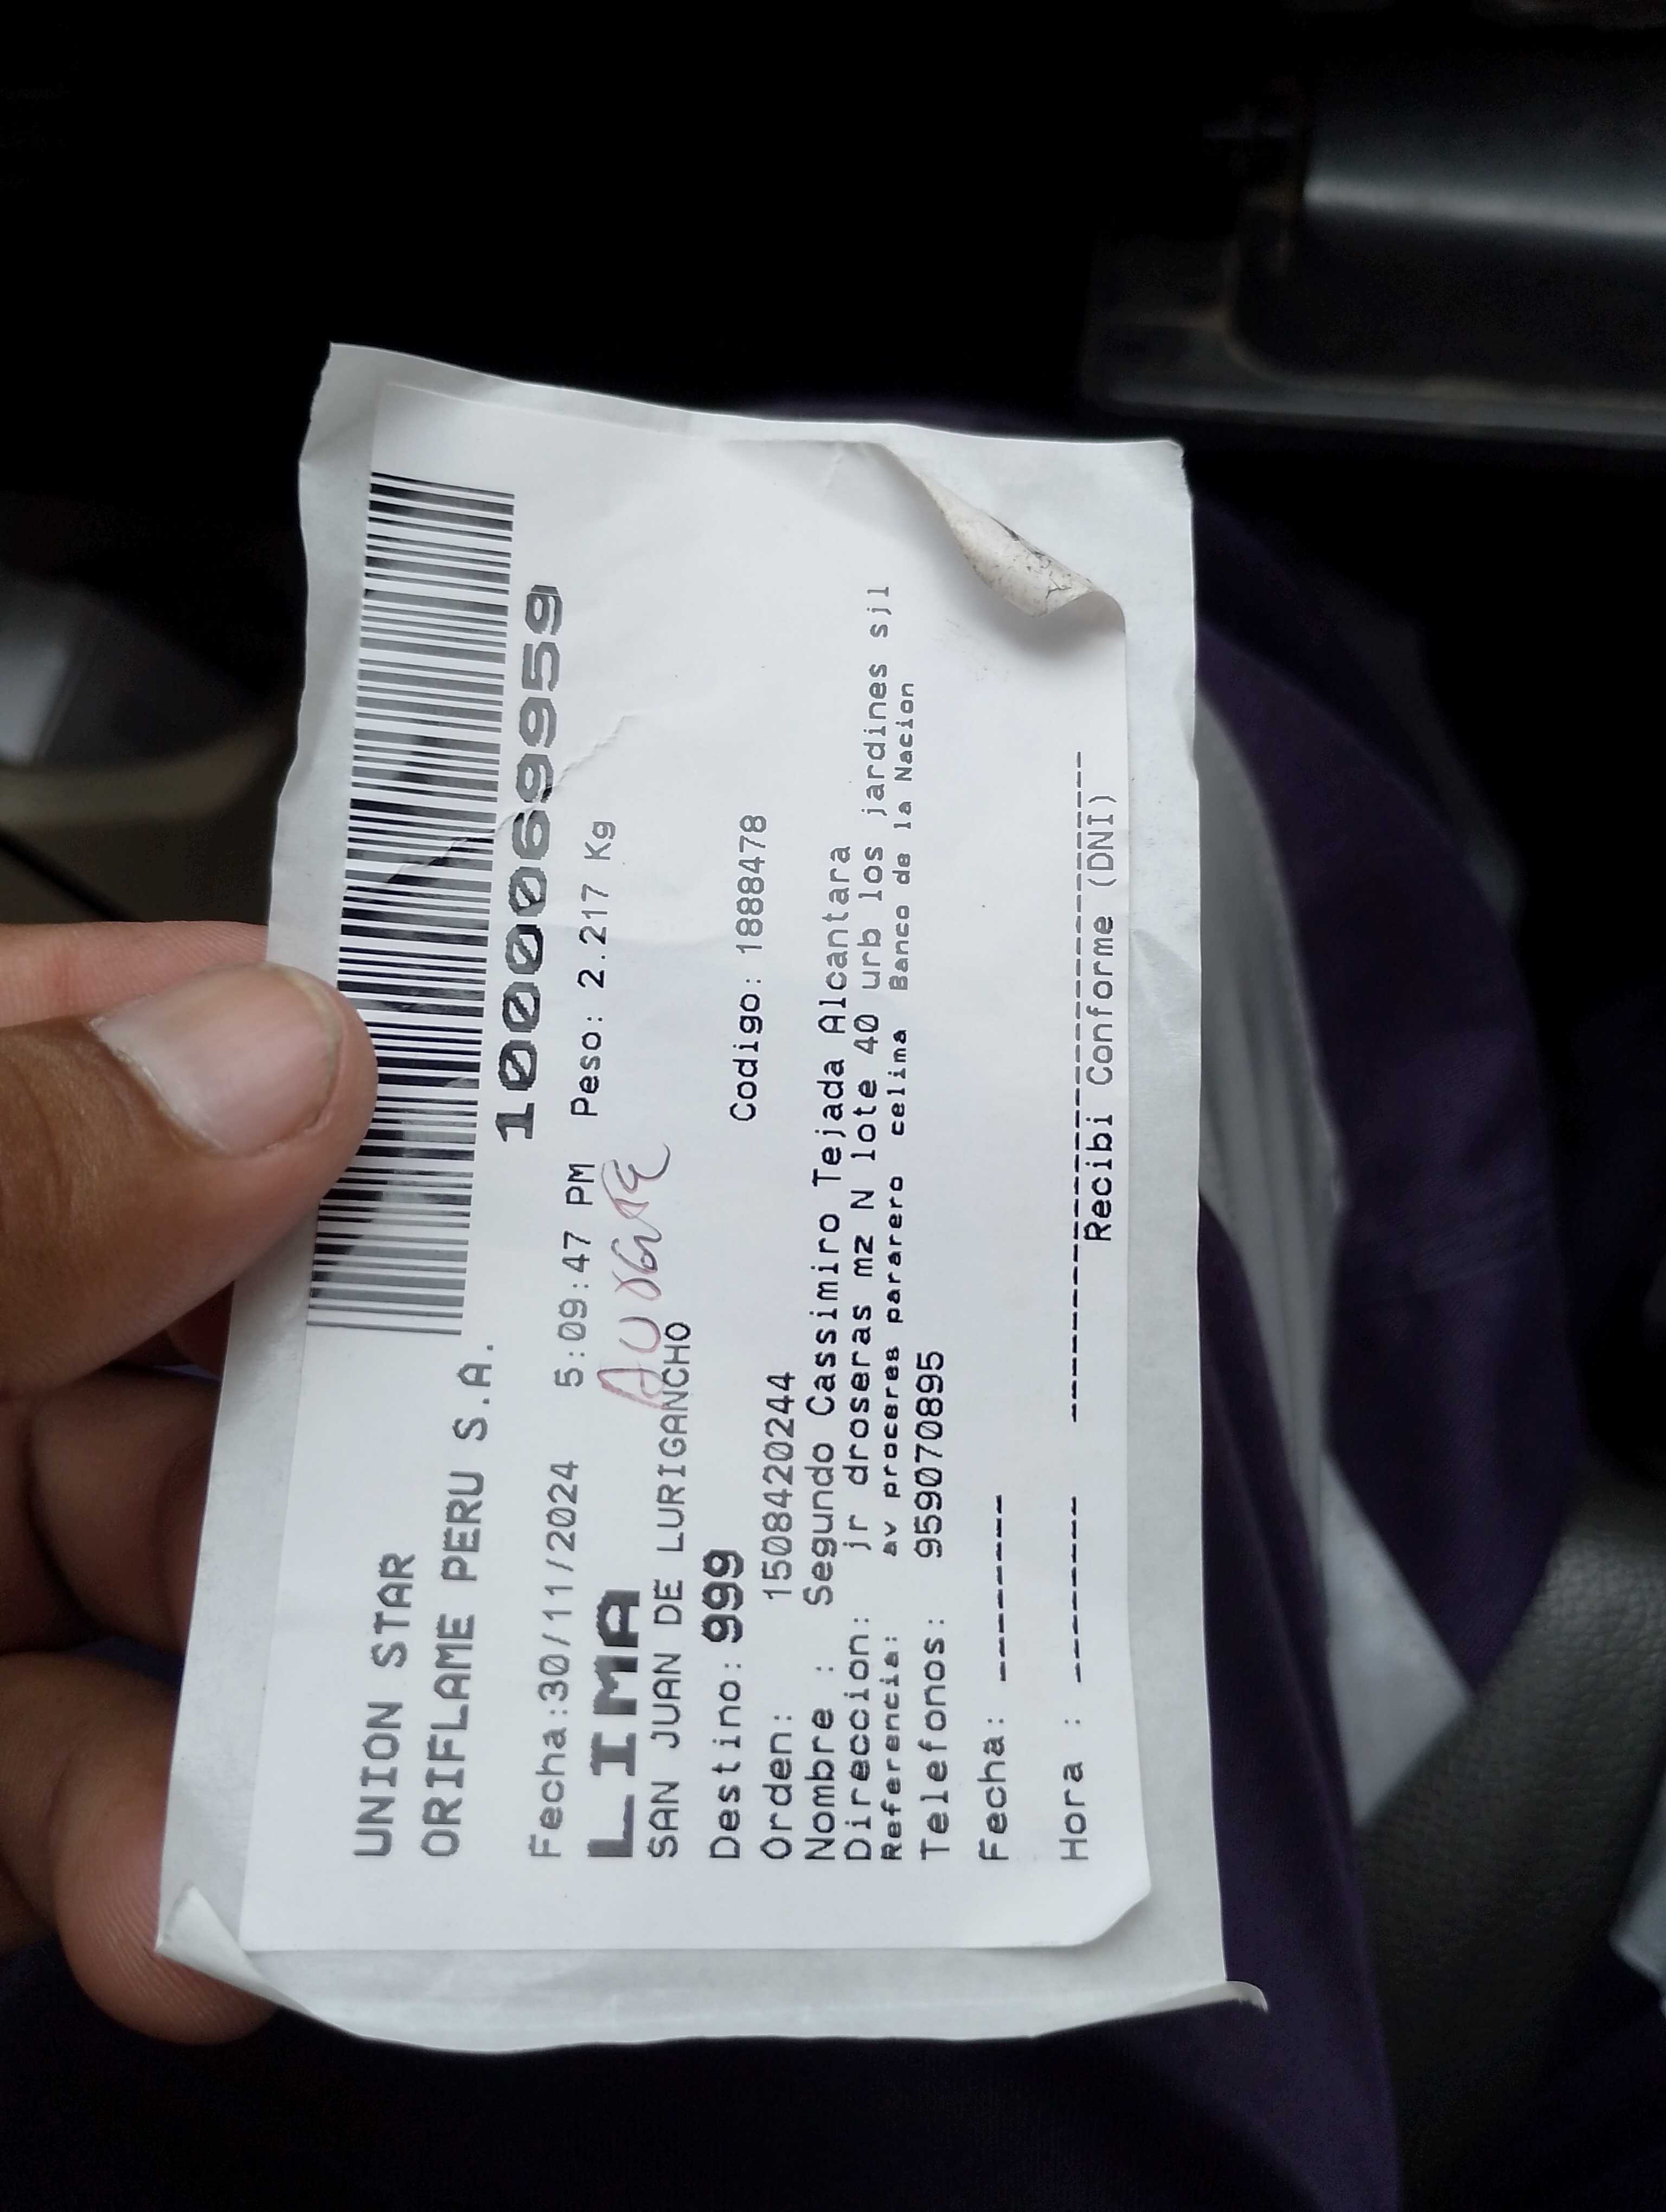 UNION STAR
ORIFLAME PERU S.A.
1000699959
Fecha:30/11/2024 5:09:47 PM Peso: 2.217 Kg
LIMA
SAN JUAN DE LURIGANCHO
Destino: 999 Codigo: 1888478
Orden: 1508420244
Nombre : Segundo Cassimiro Tejada Alcantara
Direccion: jr droseras mz N lote 40 urb los jardines sjl
Referencia: av proceres pararero celima Banco de la Nacion
Telefonos: 959070895
Fecha: --------
Hora : --------
Recibi Conforme (DNI)